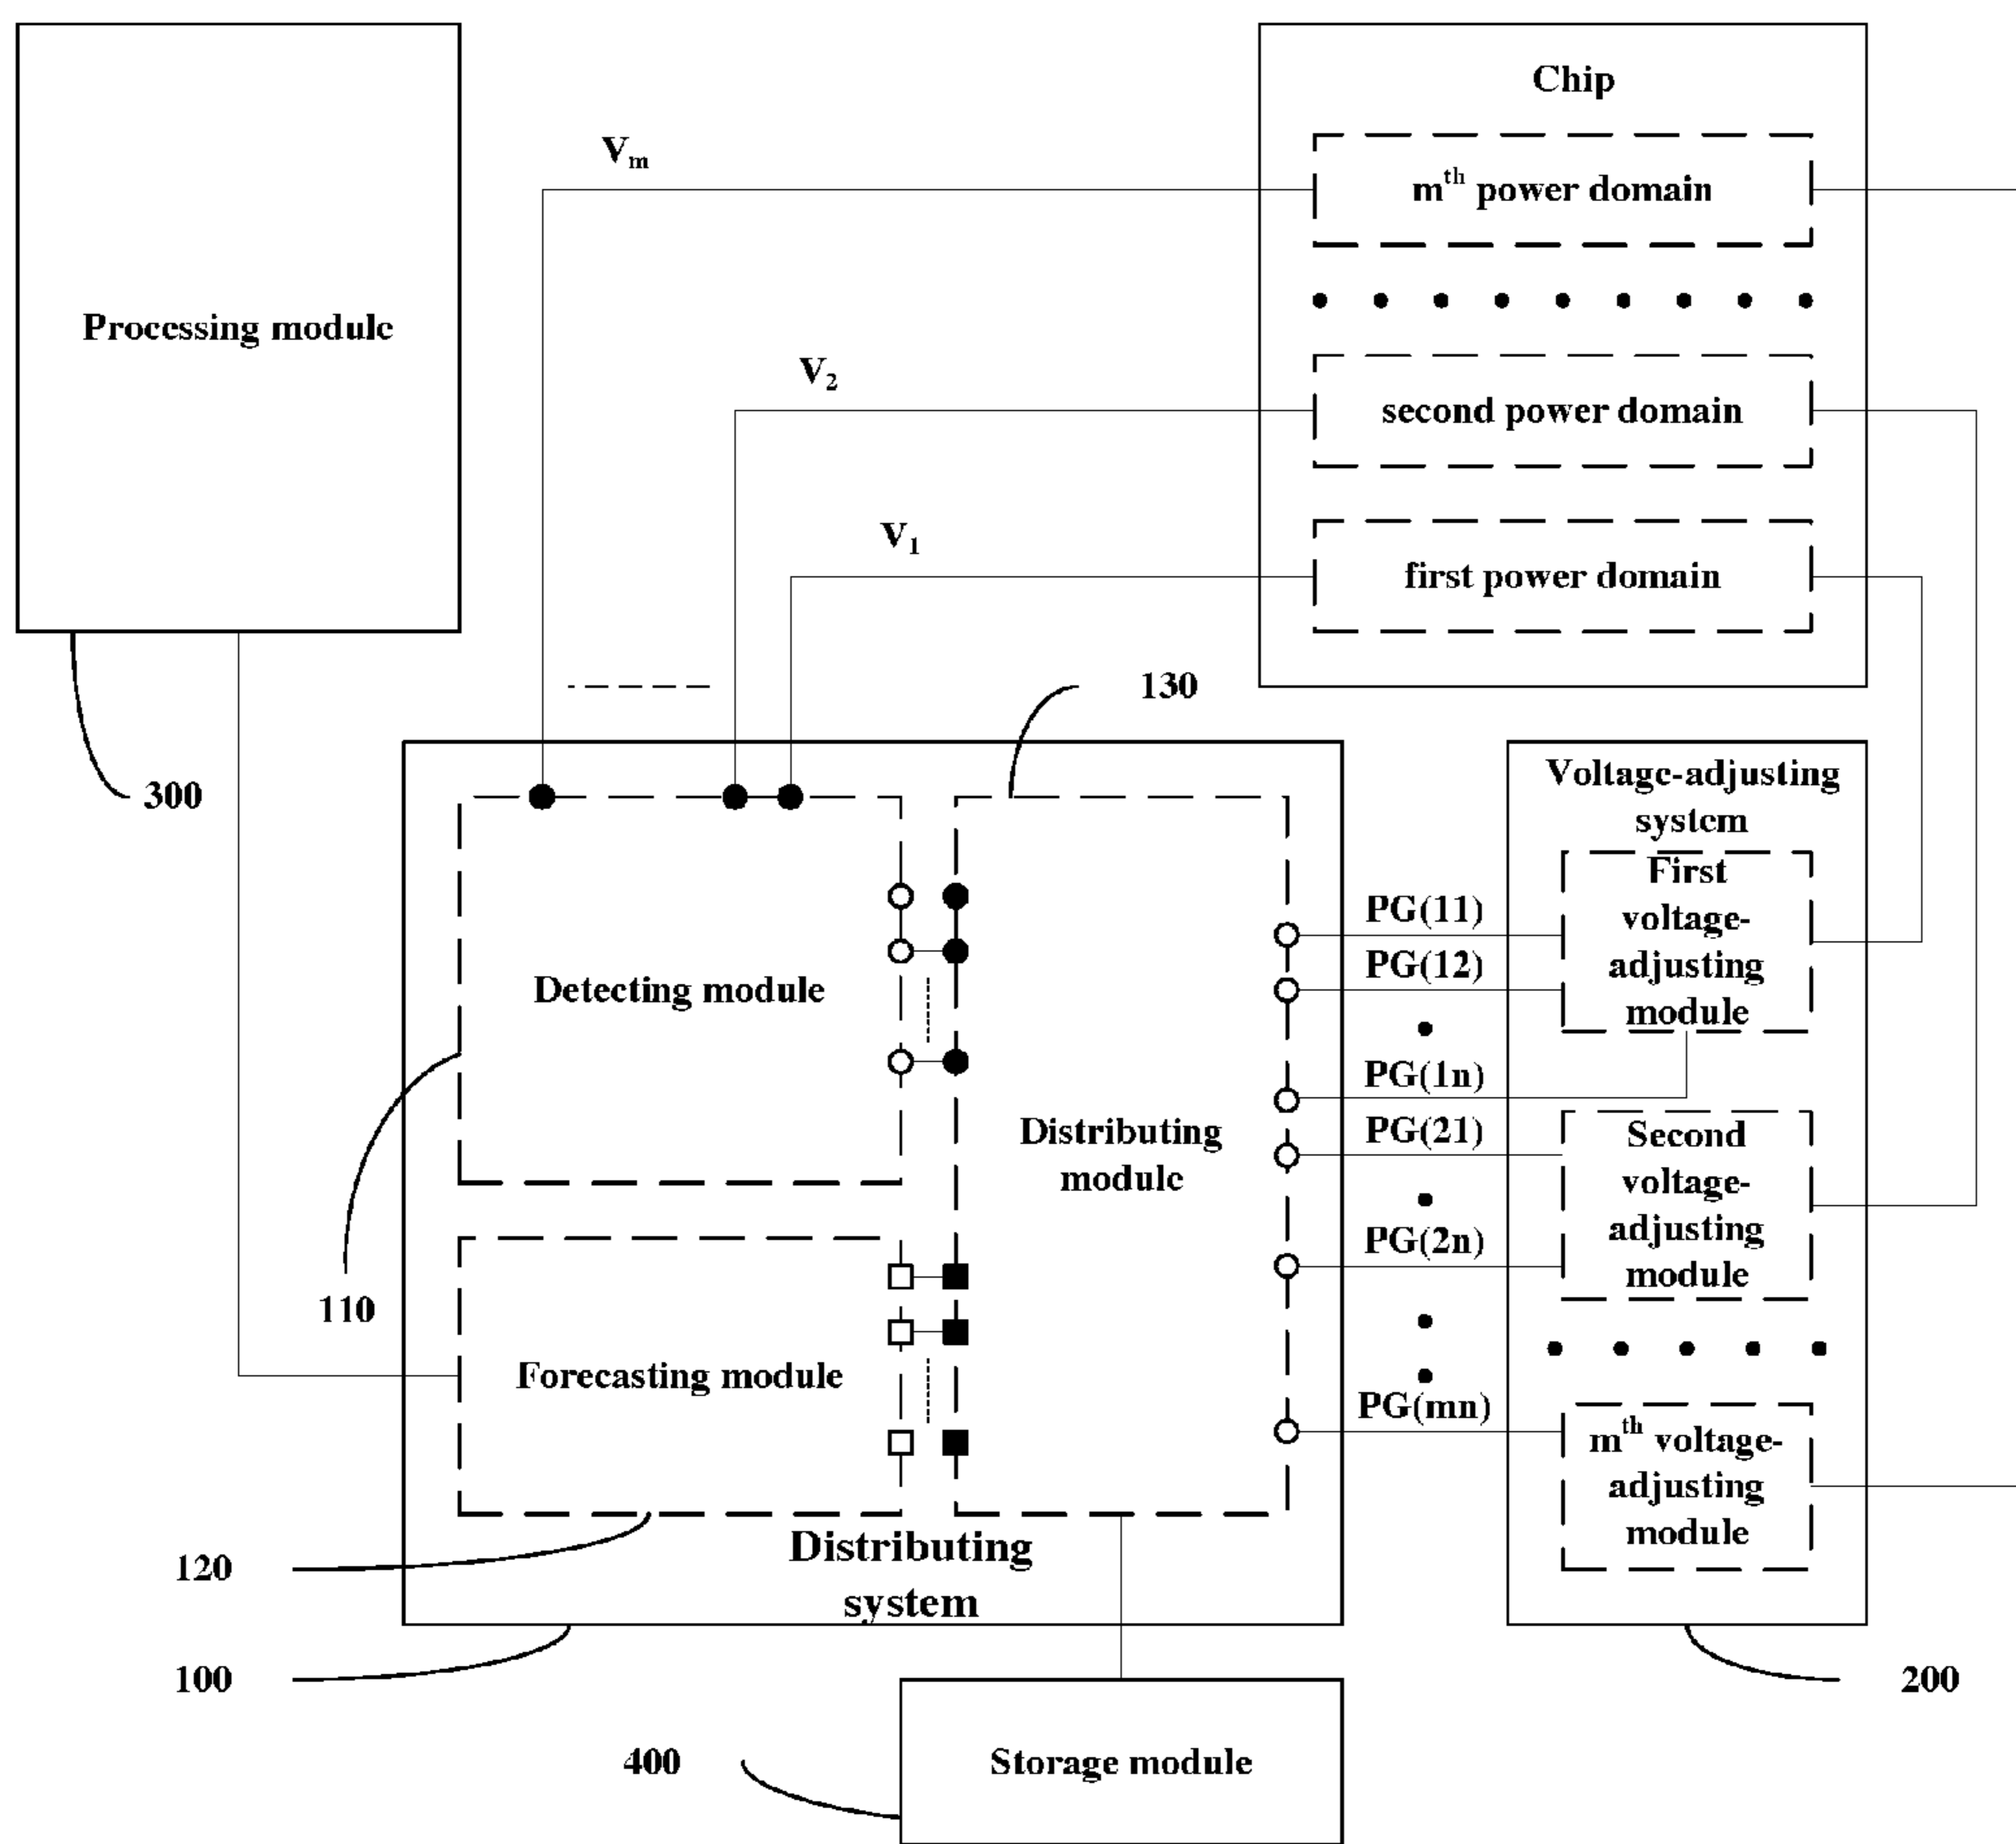 Chip
Vm
mth power domain
Processing module
V2
second power domain
V1
first power domain
130
300
Voltage-adjusting
system
First
voltage-
adjusting
module
PG(11)
PG(12)
PG(1n)
PG(21)
PG(2n)
PG(mn)
Detecting module
Distributing
module
Second
voltage-
adjusting
module
110
Forecasting module
mth voltage-
adjusting
module
Distributing
system
120
100
200
400
Storage module